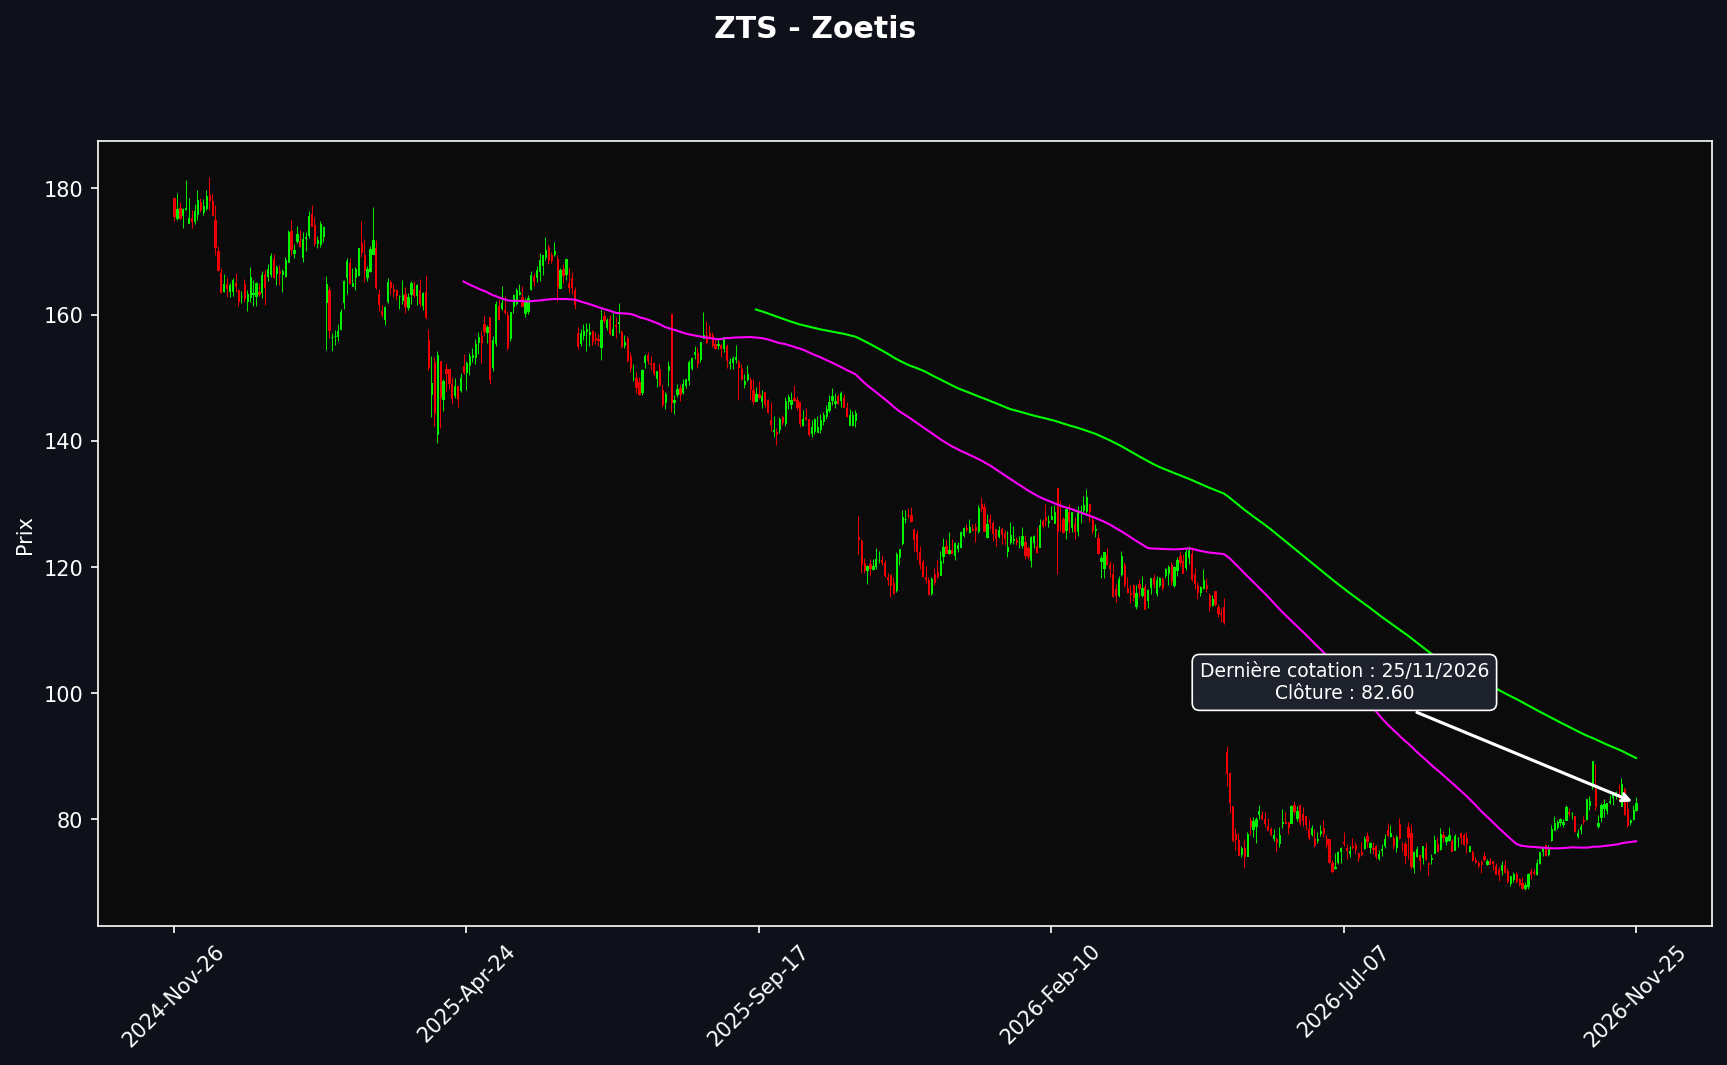 ZTS - Zoetis
Prix
180
160
140
120
100
80
Dernière cotation : 25/11/2026
Clôture : 82.60
2024-Nov-26
2025-Apr-24
2025-Sep-17
2026-Feb-10
2026-Jul-07
2026-Nov-25